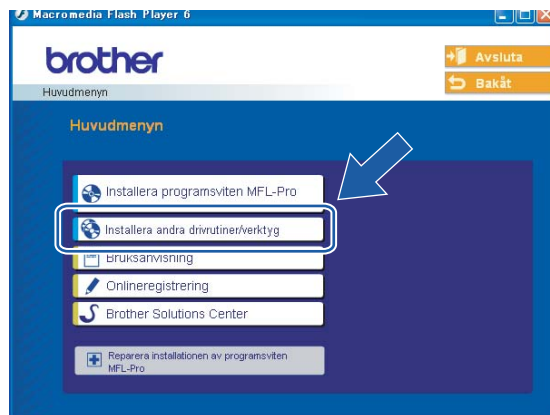 Macromedia Flash Player 6
brother
Avsluta
Bakåt
Huvudmenyn
Huvudmenyn
Installera programsviten MFL-Pro
Installera andra drivrutiner/verktyg
Bruksanvisning
Onlineregistrering
Brother Solutions Center
Reparera installationen av programsviten
MFL-Pro